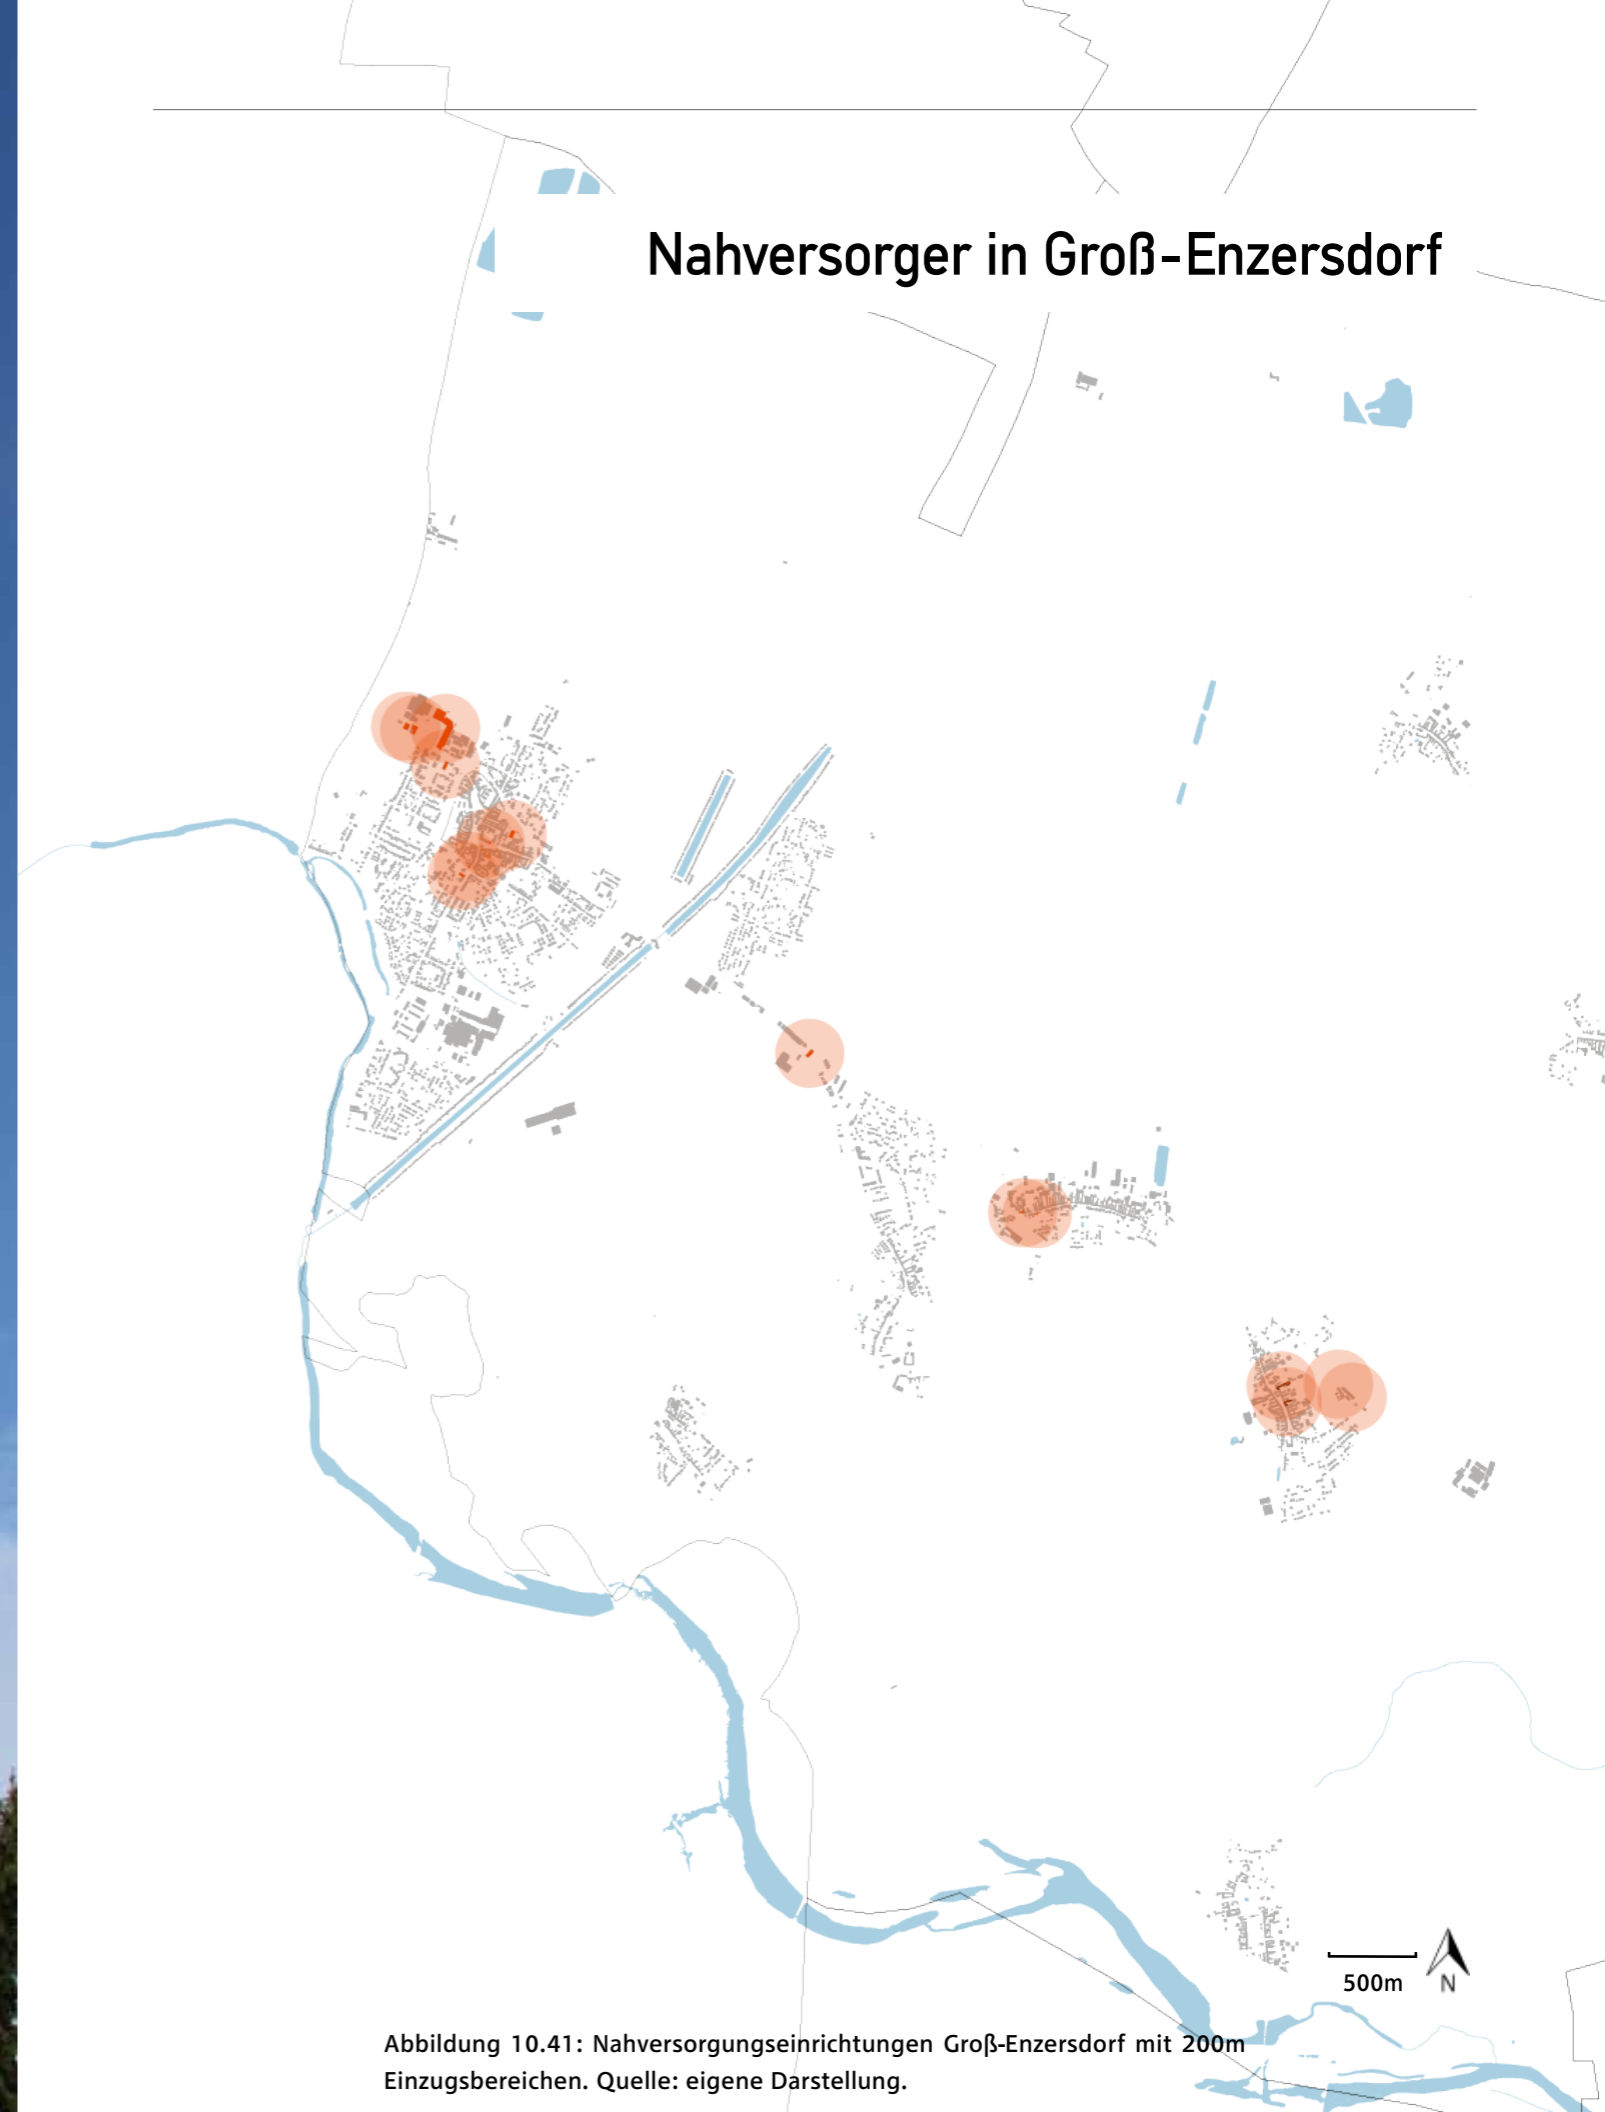 Nahversorger in Groß-Enzersdorf
500m
N
Abbildung 10.41: Nahversorgungseinrichtungen Groß-Enzersdorf mit 200m
Einzugsbereichen. Quelle: eigene Darstellung.